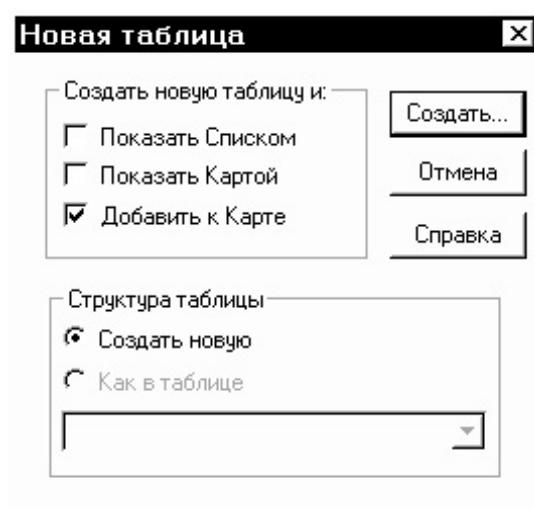 Новая таблица
Создать новую таблицу и:
Показать Списком
Показать Картой
Добавить к Карте
Создать...
Отмена
Справка
Структура таблицы
Создать новую
Как в таблице